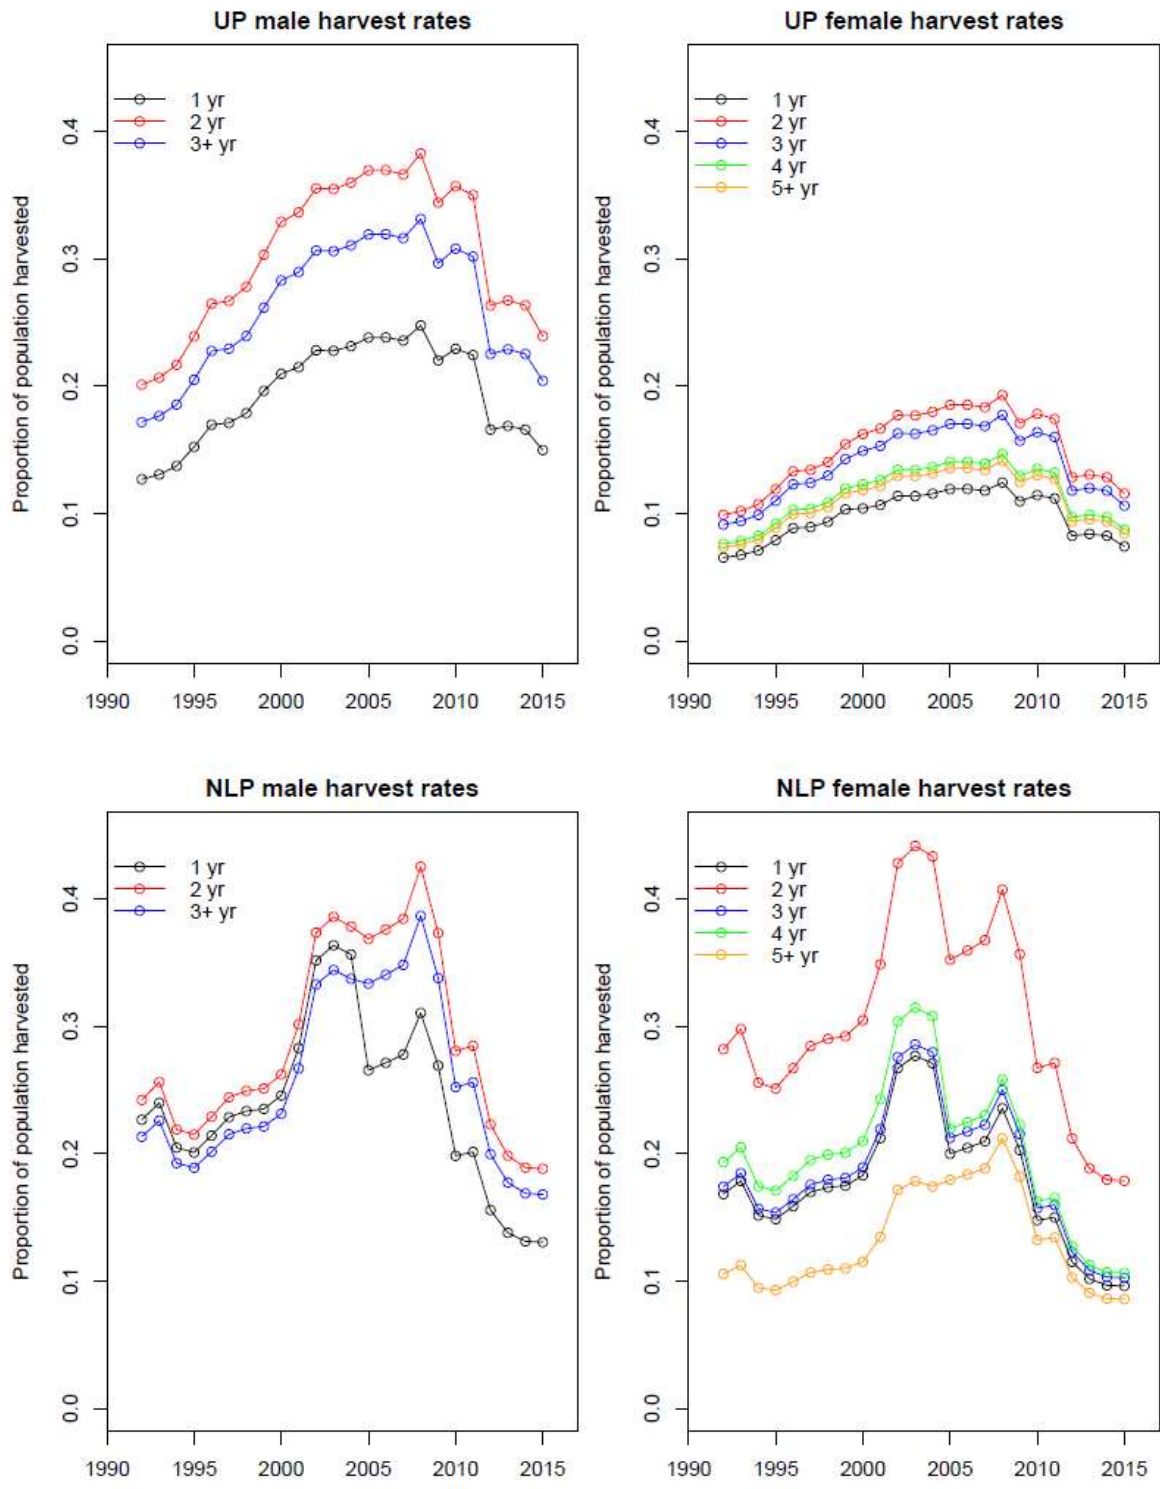 UP male harvest rates
Proportion of population harvested
0.4
0.3
0.2
0.1
0.0
1 yr
2 yr
3+ yr
1990 1995 2000 2005 2010 2015
UP female harvest rates
Proportion of population harvested
0.4
0.3
0.2
0.1
0.0
1 yr
2 yr
3 yr
4 yr
5+ yr
1990 1995 2000 2005 2010 2015
NLP male harvest rates
Proportion of population harvested
0.4
0.3
0.2
0.1
0.0
1 yr
2 yr
3+ yr
1990 1995 2000 2005 2010 2015
NLP female harvest rates
Proportion of population harvested
0.4
0.3
0.2
0.1
0.0
1 yr
2 yr
3 yr
4 yr
5+ yr
1990 1995 2000 2005 2010 2015